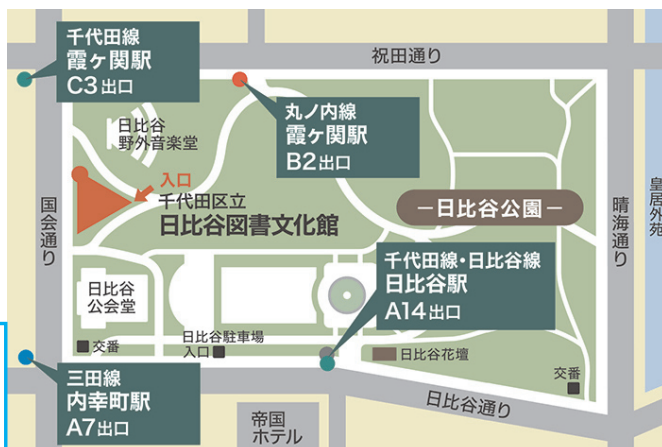 千代田線
霞ヶ関駅
C3出口
祝田通り
丸ノ内線
霞ヶ関駅
B2出口
日比谷
野外音楽堂
入口
千代田区立
日比谷図書文化館
国会通り
－日比谷公園－
晴海通り
皇居外苑
千代田線・日比谷線
日比谷駅
A14出口
日比谷
公会堂
交番
日比谷駐車場
入口
日比谷花壇
交番
三田線
内幸町駅
A7出口
日比谷通り
帝国
ホテル